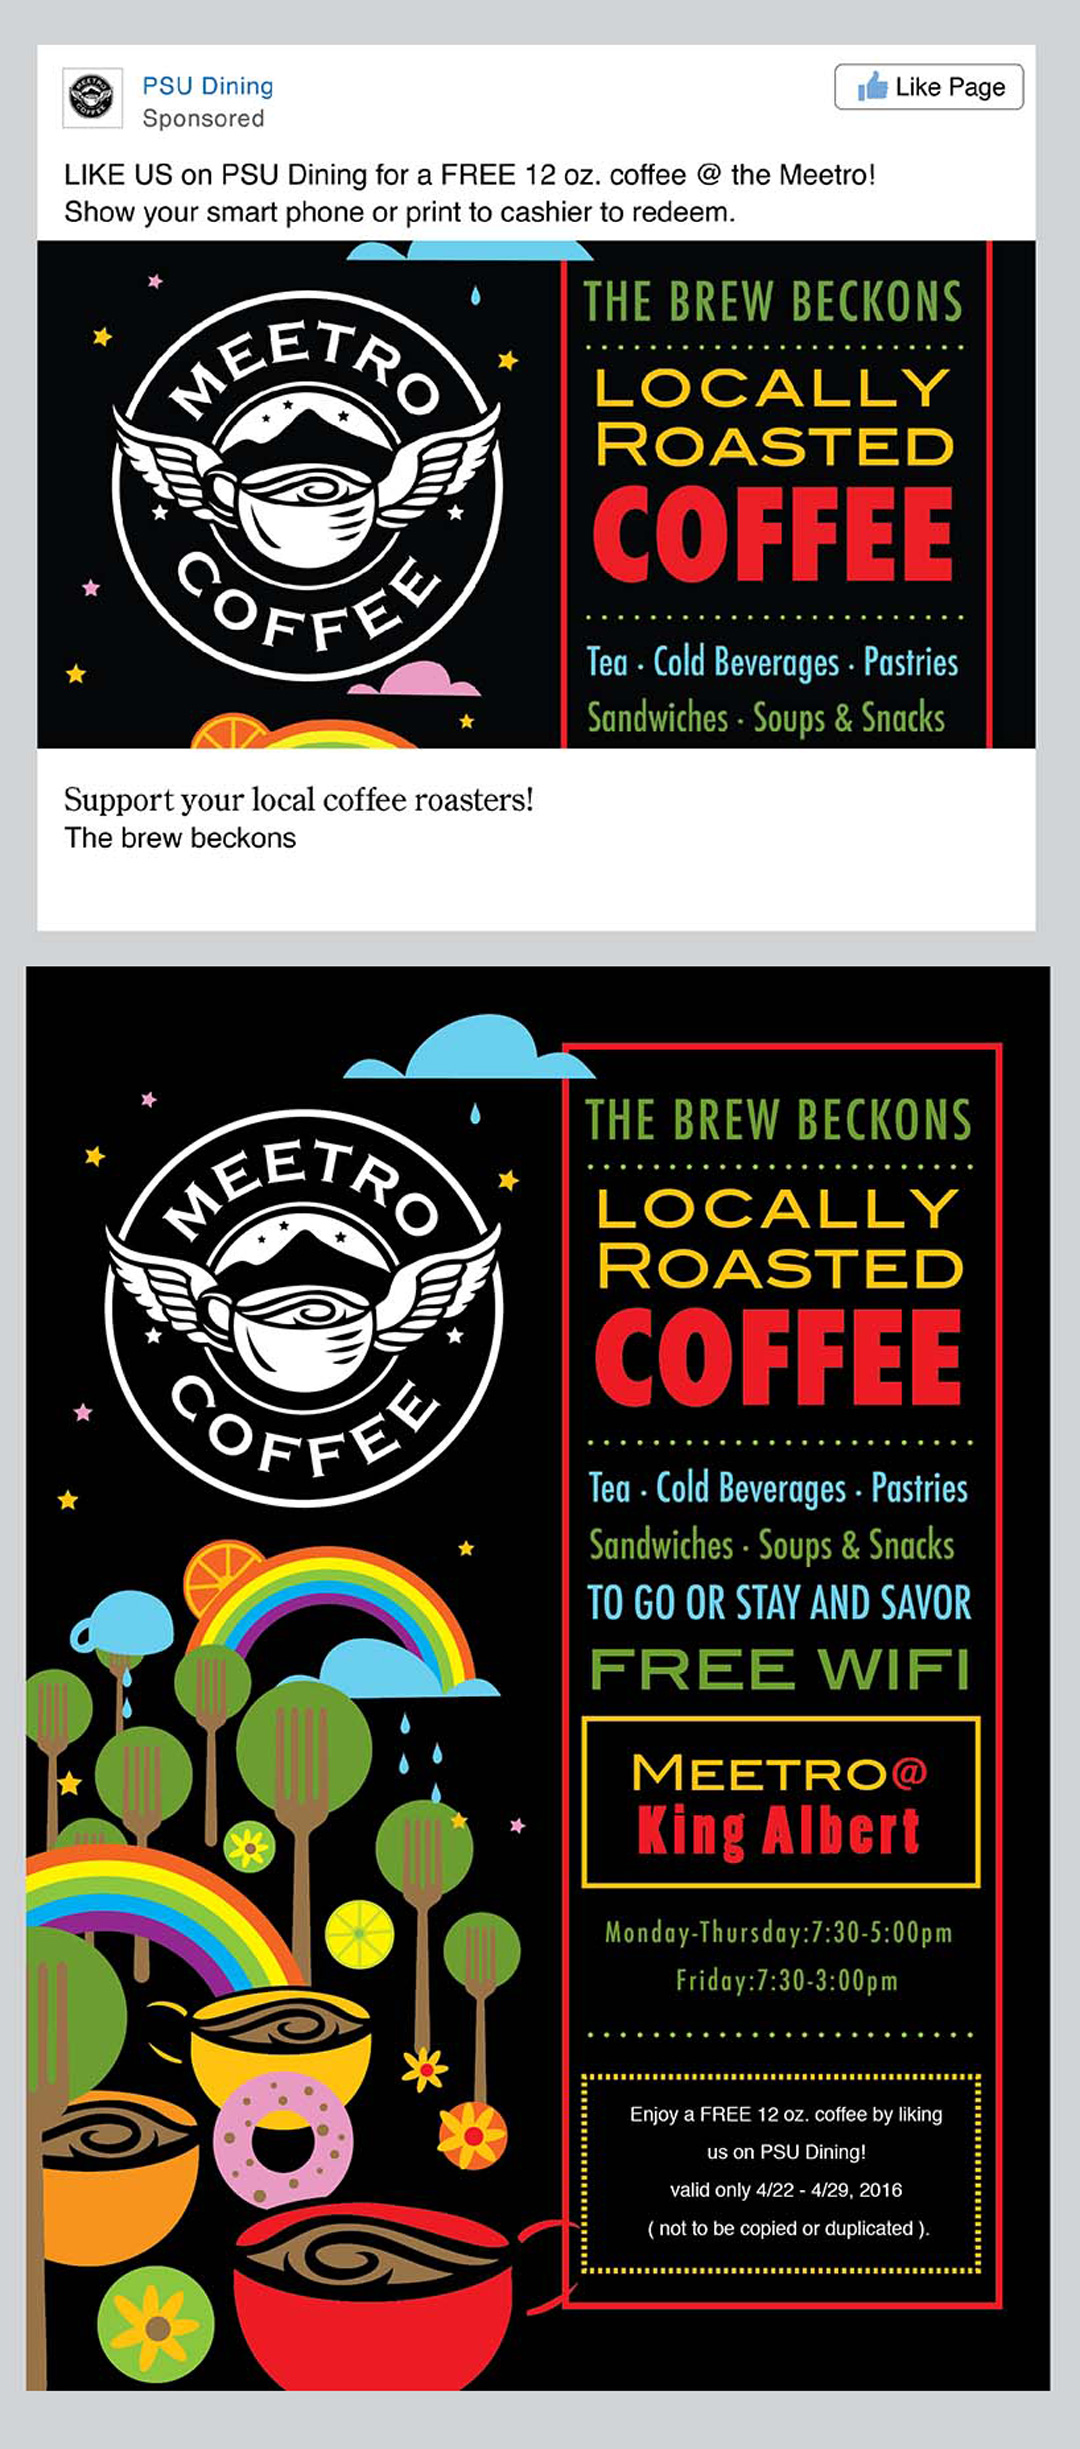 PSU Dining
Sponsored
Like Page
LIKE US on PSU Dining for a FREE 12 oz. coffee @ the Meetro!
Show your smart phone or print to cashier to redeem.
MEETRO
COFFEE
THE BREW BECKONS
LOCALLY
ROASTED
COFFEE
Tea · Cold Beverages · Pastries
Sandwiches · Soups & Snacks
Support your local coffee roasters!
The brew beckons
MEETRO
COFFEE
THE BREW BECKONS
LOCALLY
ROASTED
COFFEE
Tea · Cold Beverages · Pastries
Sandwiches · Soups & Snacks
TO GO OR STAY AND SAVOR
FREE WIFI
MEETRO@
King Albert
Monday-Thursday:7:30-5:00pm
Friday:7:30-3:00pm
Enjoy a FREE 12 oz. coffee by liking
us on PSU Dining!
valid only 4/22 - 4/29, 2016
( not to be copied or duplicated ).